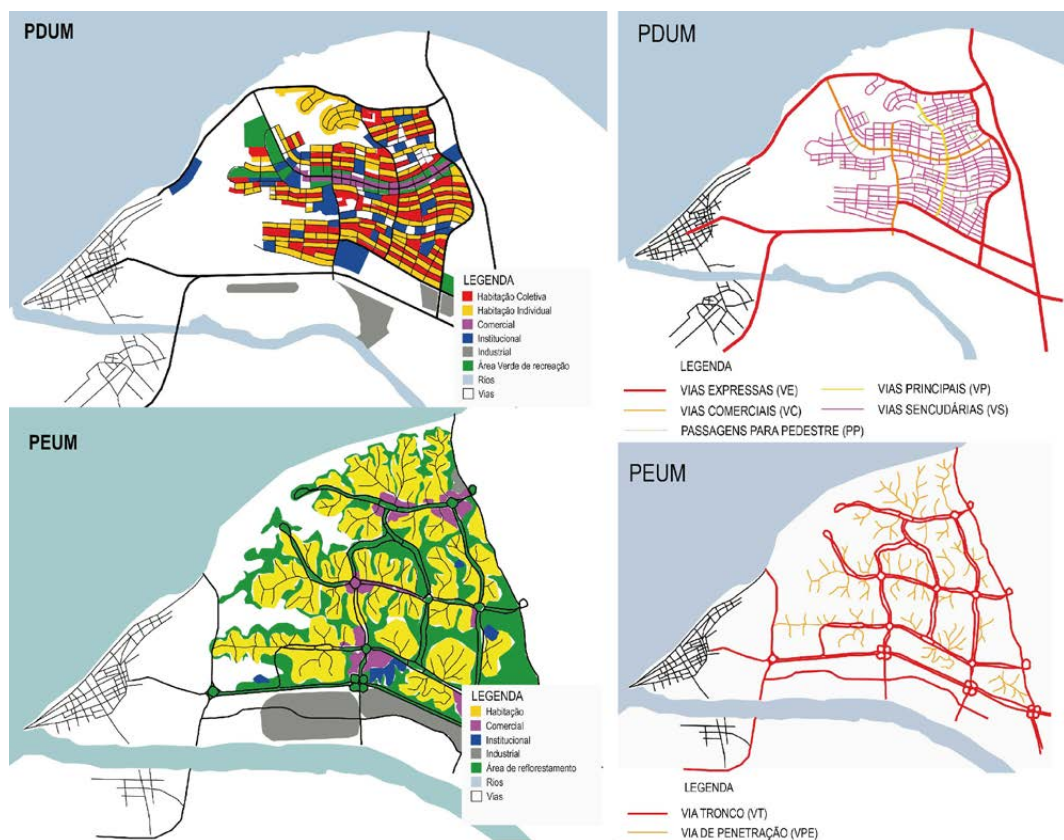 PDUM
LEGENDA
Habitação Coletiva
Habitação Individual
Comercial
Institucional
Industrial
Área Verde de recreação
Rios
Vias
PDUM
LEGENDA
VIAS EXPRESSAS (VE)
VIAS PRINCIPAIS (VP)
VIAS COMERCIAIS (VC)
VIAS SENCUDÁRIAS (VS)
PASSAGENS PARA PEDESTRE (PP)
PEUM
LEGENDA
Habitação
Comercial
Institucional
Industrial
Área de reflorestamento
Rios
Vias
PEUM
LEGENDA
VIA TRONCO (VT)
VIA DE PENETRAÇÃO (VPE)